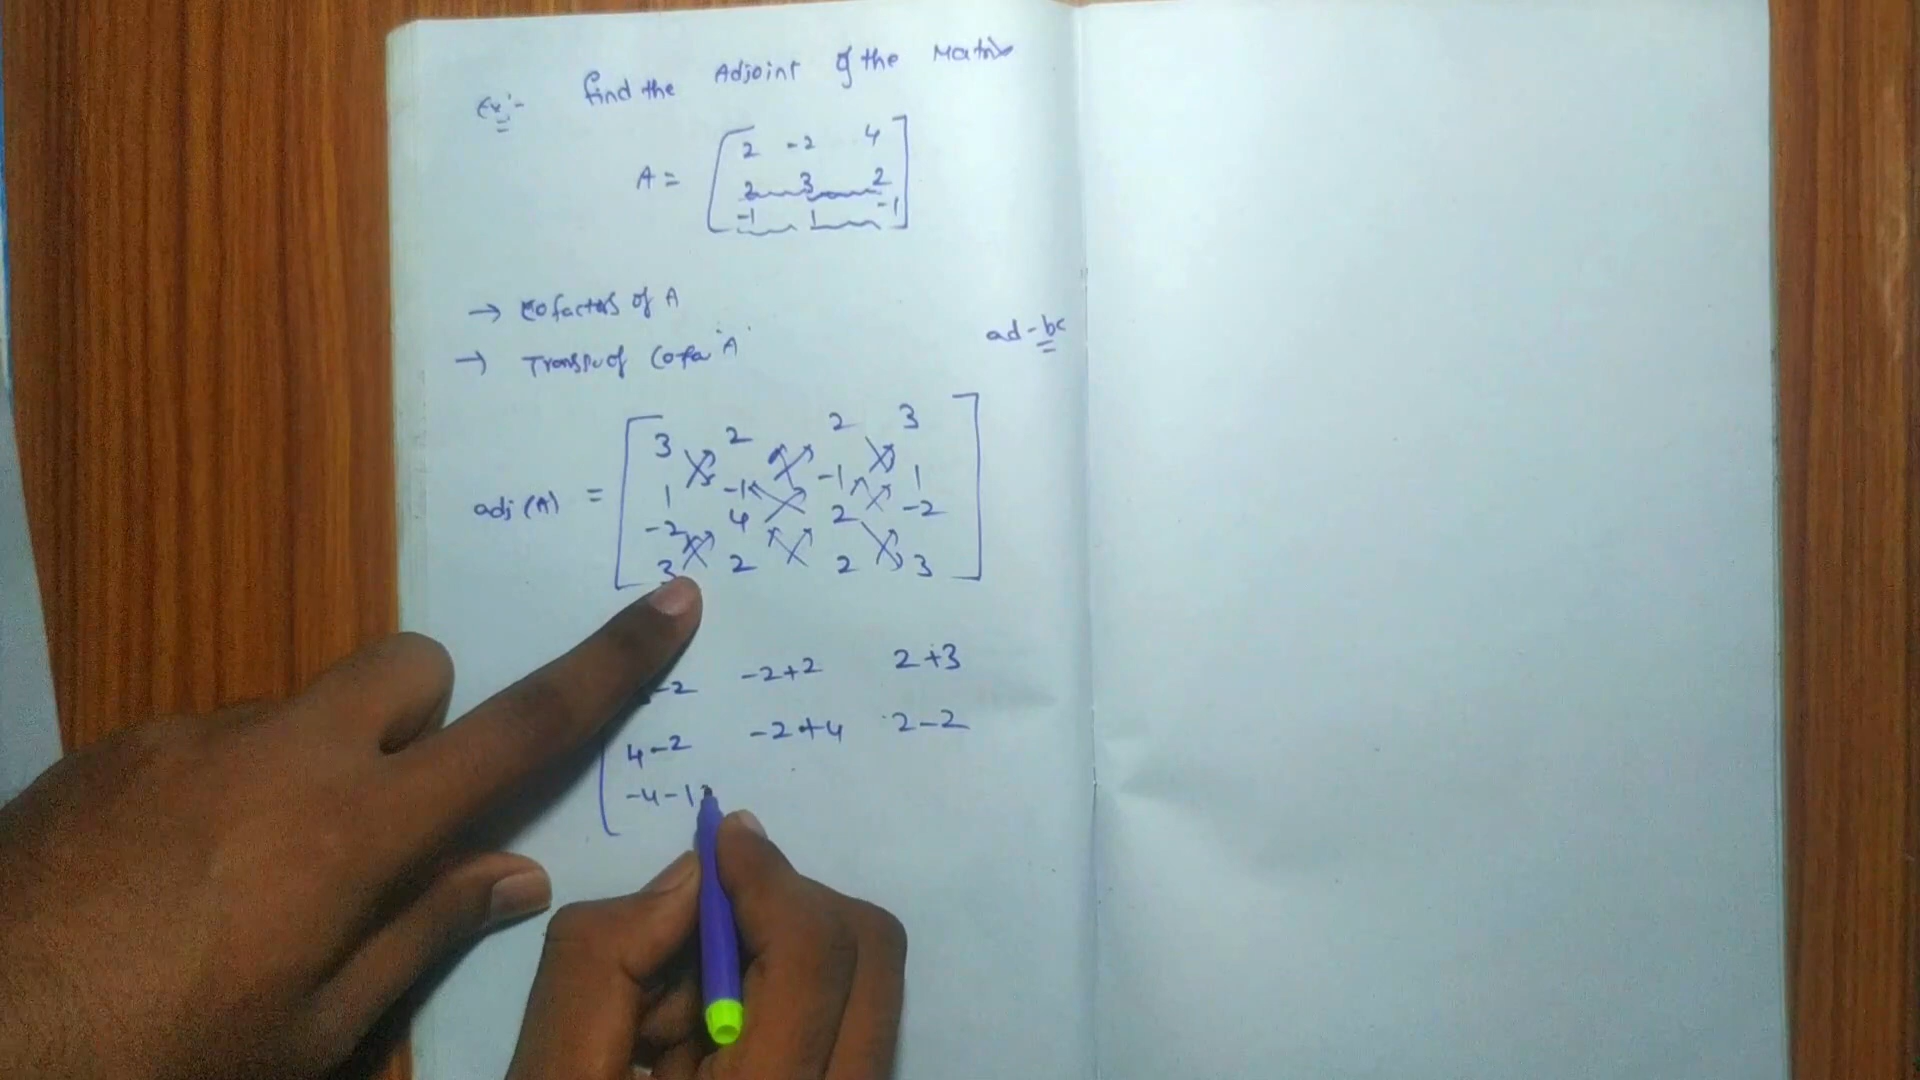 Ex:- find the Adjoint of the Matrix
A = [2 -2 4
2 3 2
-1 1 -1]
→ Cofactors of A
→ of Cofa "A"
ad - bc
adj (A) = [3 2 2 3
1 -1 -1 1
-2 4 2 -2
3 2 2 3]
-2 -2+2 2+3
4-2 -2+4 2-2
-4-1